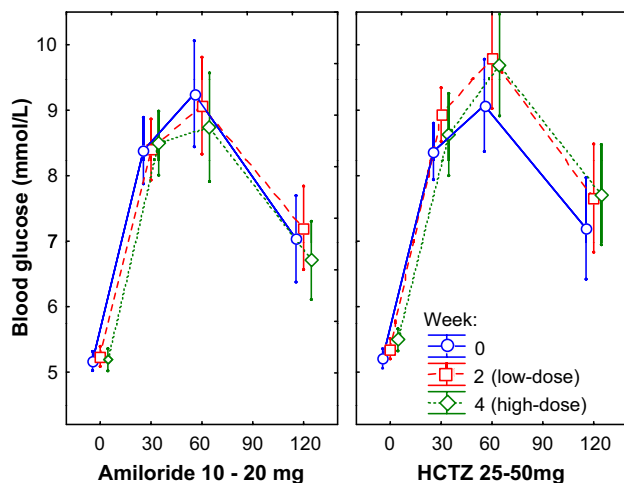 Blood glucose (mmol/L)
10
9
8
7
6
5
0 30 60 90 120
Amiloride 10 - 20 mg
Week:
0
2 (low-dose)
4 (high-dose)
0 30 60 90 120
HCTZ 25-50mg